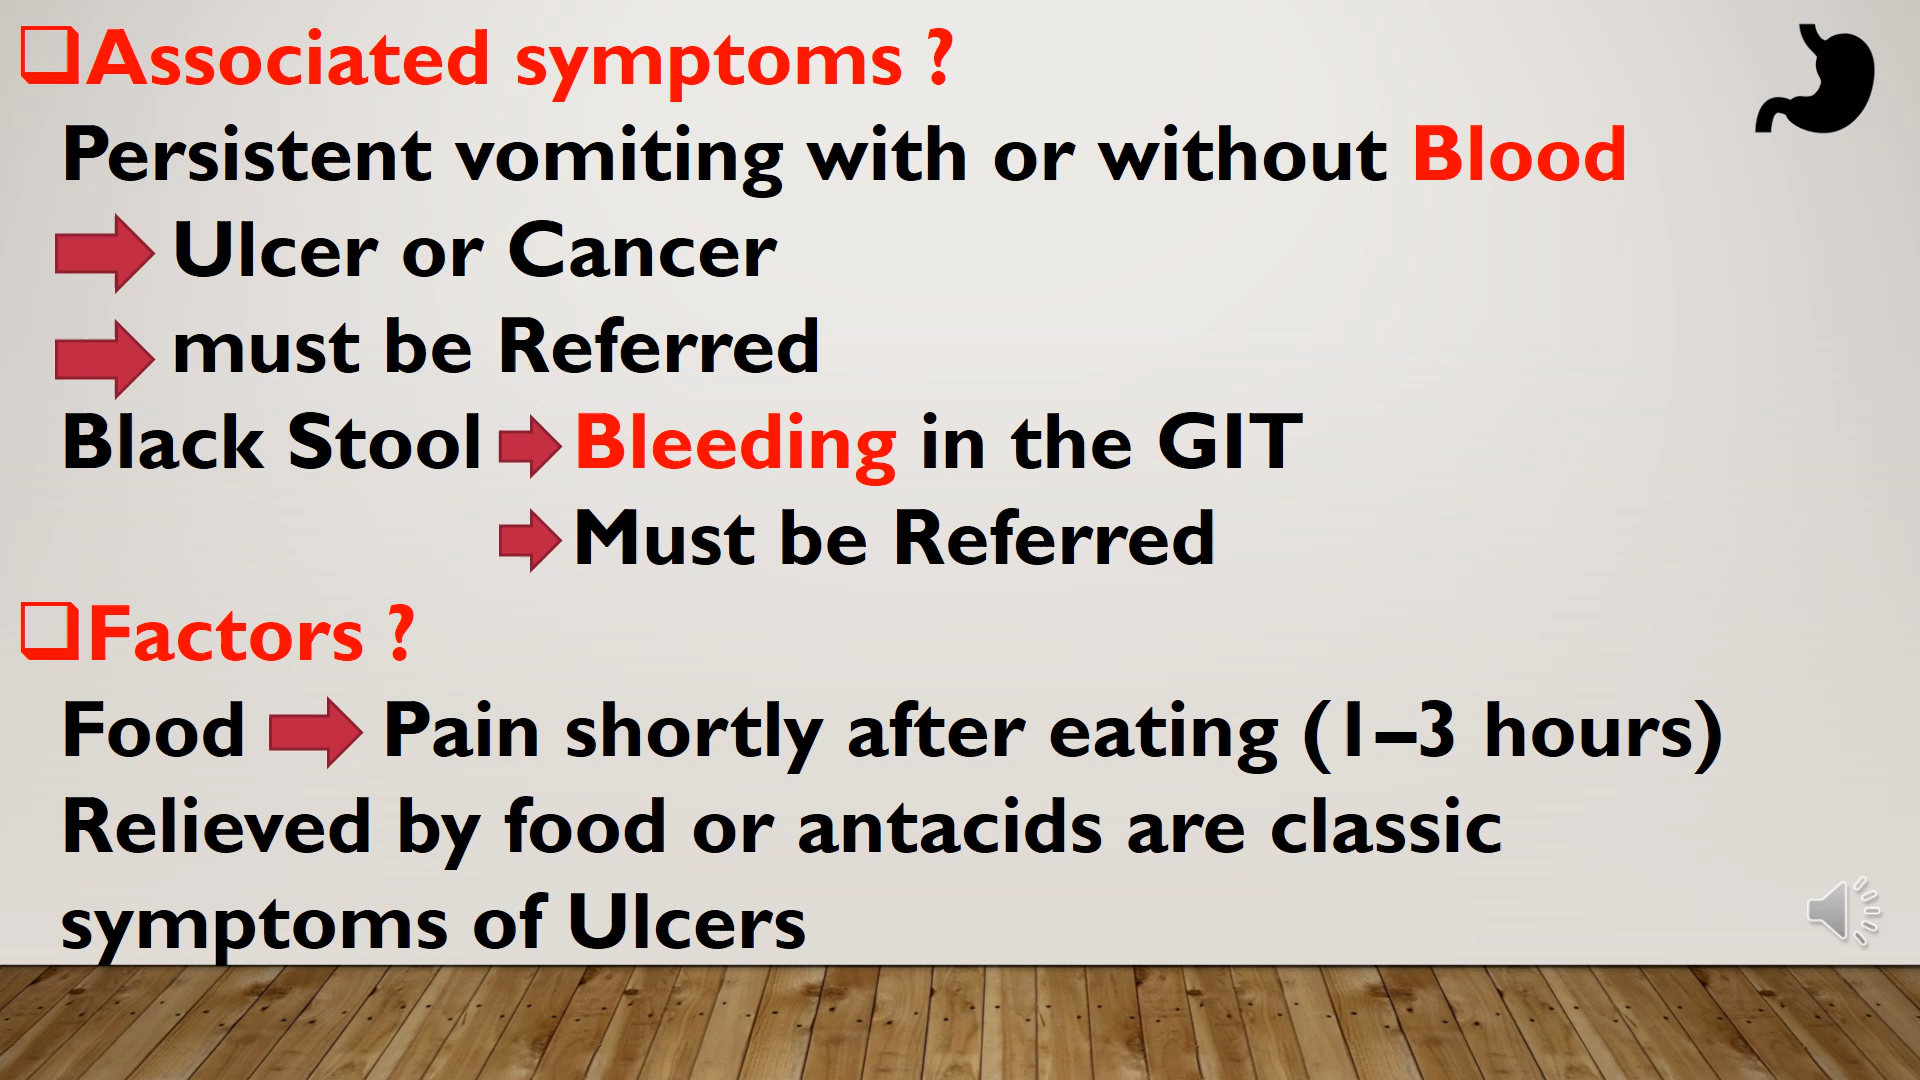 Associated symptoms ?
Persistent vomiting with or without Blood
Ulcer or Cancer
must be Referred
Black Stool Bleeding in the GIT
Must be Referred
Factors ?
Food Pain shortly after eating (1–3 hours)
Relieved by food or antacids are classic
symptoms of Ulcers